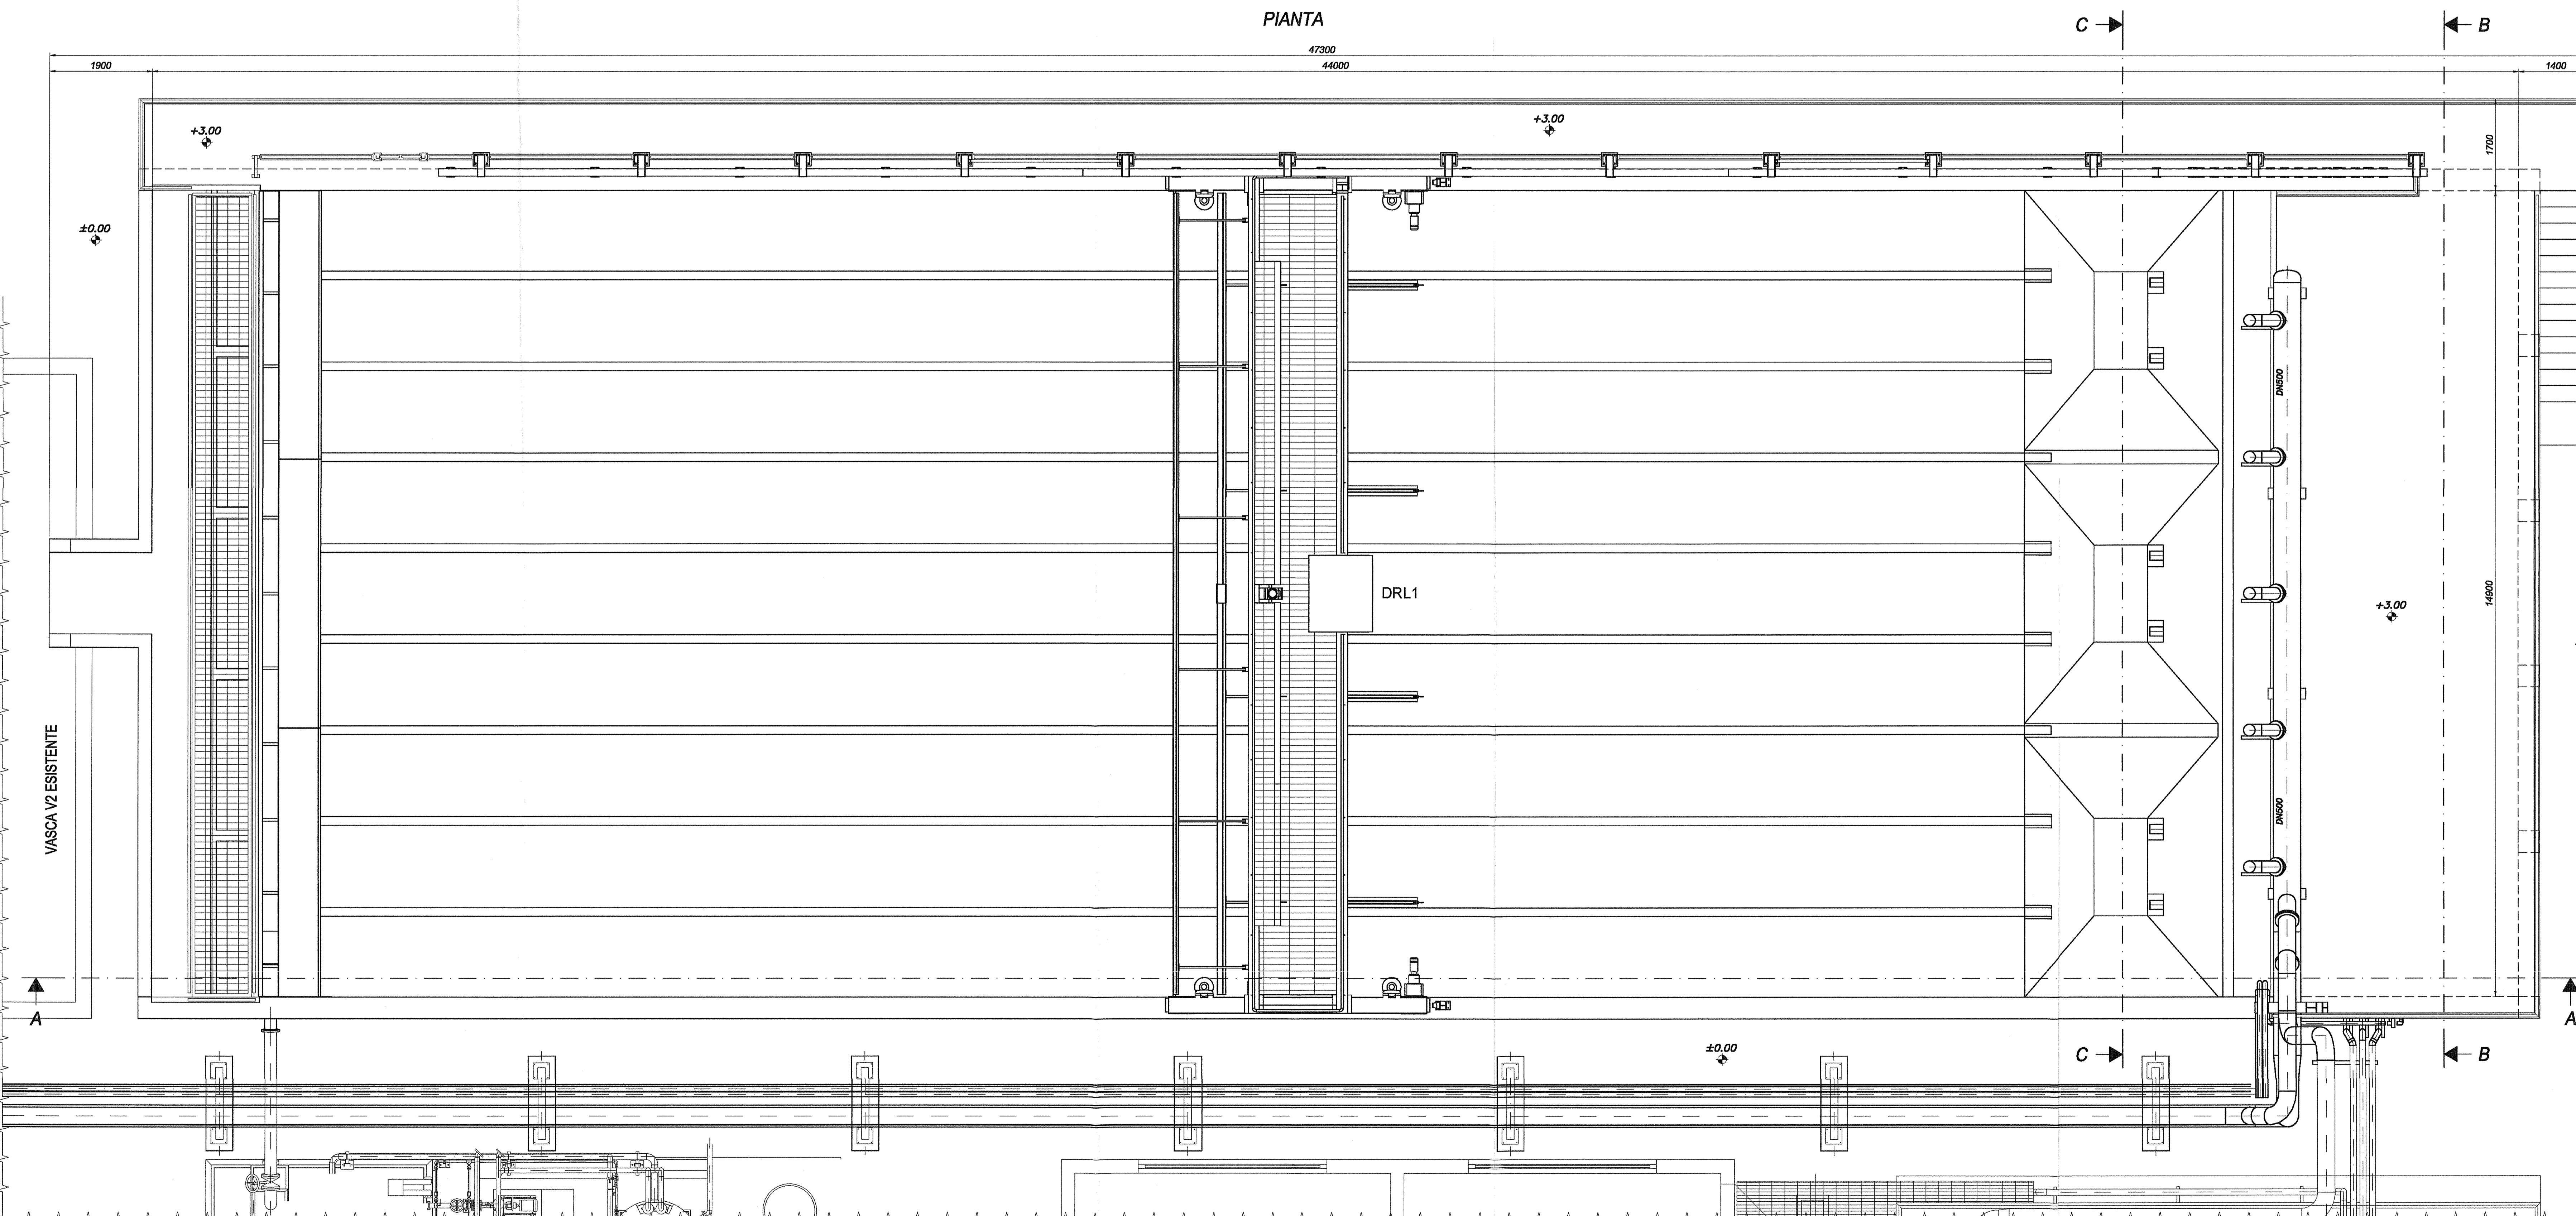 PIANTA
C
B
47300
1900
44000
1400
+3.00
+3.00
1700
±0.00
DN500
DRL1
14900
+3.00
VASCA V2 ESISTENTE
DN500
A
A
±0.00
C
B